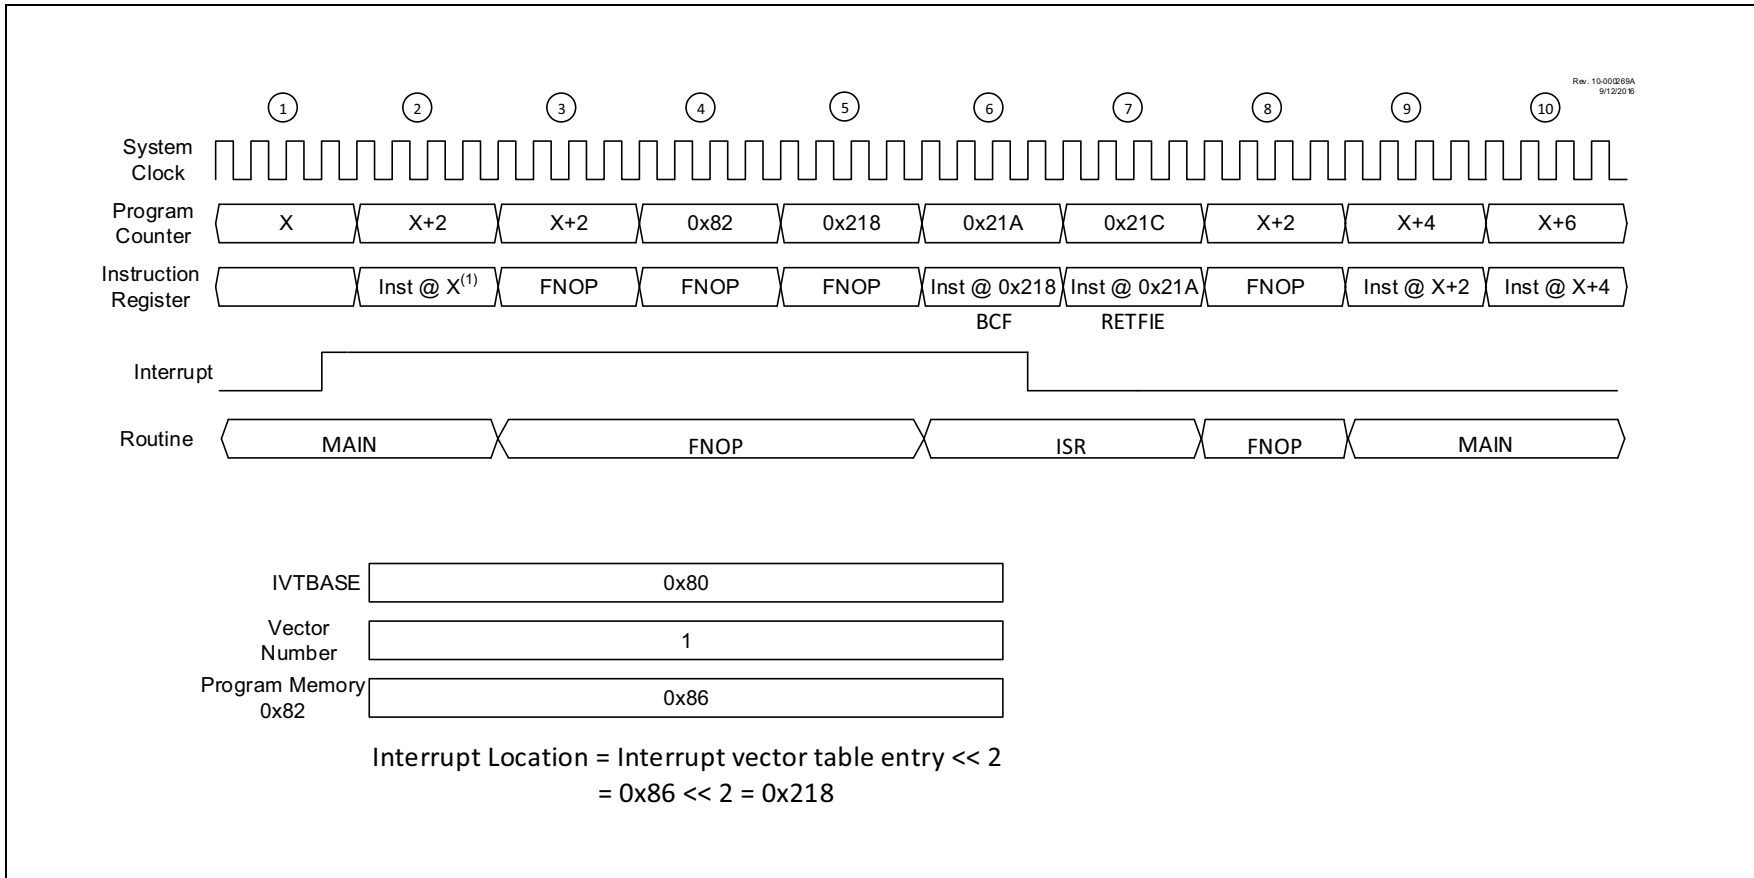 Rev. 10-000269A
9/12/2016
1 2 3 4 5 6 7 8 9 10
System
Clock
Program
Counter
X X+2 X+2 0x82 0x218 0x21A 0x21C X+2 X+4 X+6
Instruction
Register
Inst @ X(1) FNOP FNOP FNOP Inst @ 0x218 Inst @ 0x21A FNOP Inst @ X+2 Inst @ X+4
BCF RETFIE
Interrupt
Routine MAIN FNOP ISR FNOP MAIN
IVTBASE 0x80
Vector
Number
1
Program Memory
0x82
0x86
Interrupt Location = Interrupt vector table entry << 2
= 0x86 << 2 = 0x218